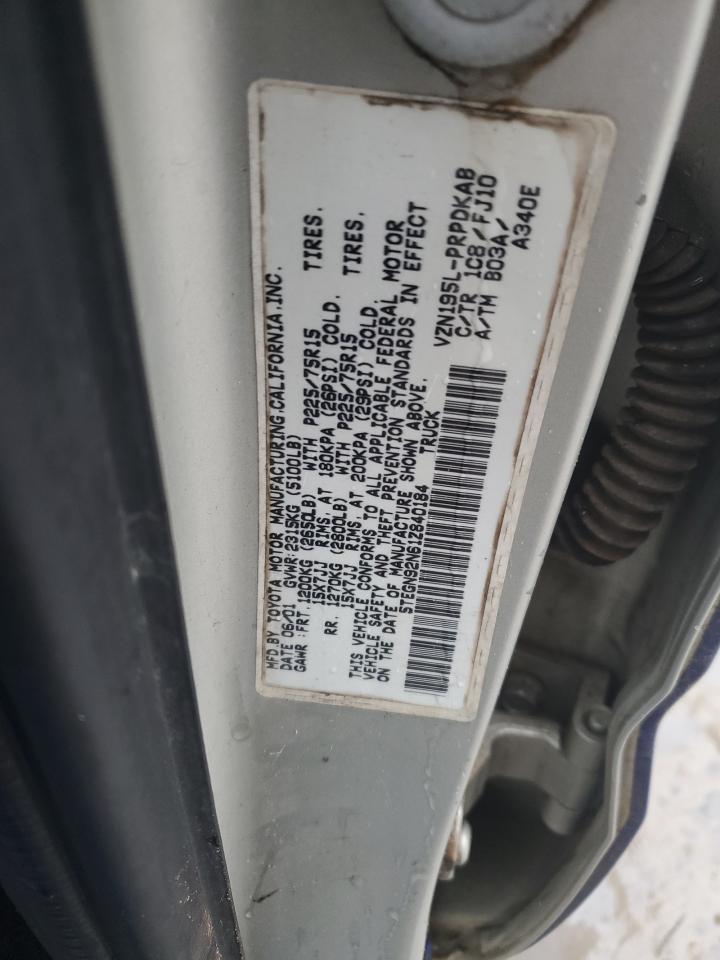 MFD.BY TOYOTA MOTOR MANUFACTURING.CALIFORNIA.INC.
DATE 06/01 GVWR:2315KG (5100LB)
GAWR :FRT.1200KG (2650LB) WITH P225/75R15 TIRES.
15X7JJ RIMS, AT 180KPA (26PSI) COLD.
RR. 1270KG (2800LB) WITH P225/75R15 TIRES.
15X7JJ RIMS, AT 200KPA (29PSI) COLD.
THIS VEHICLE CONFORMS TO ALL APPLICABLE FEDERAL MOTOR
VEHICLE SAFETY AND THEFT PREVENTION STANDARDS IN EFFECT
ON THE DATE OF MANUFACTURE SHOWN ABOVE.
5TEGN92N61Z840184 TRUCK
VZN195L-PRPDKAB
C/TR 1C8/FJ10
A/TM B03A/
A340E